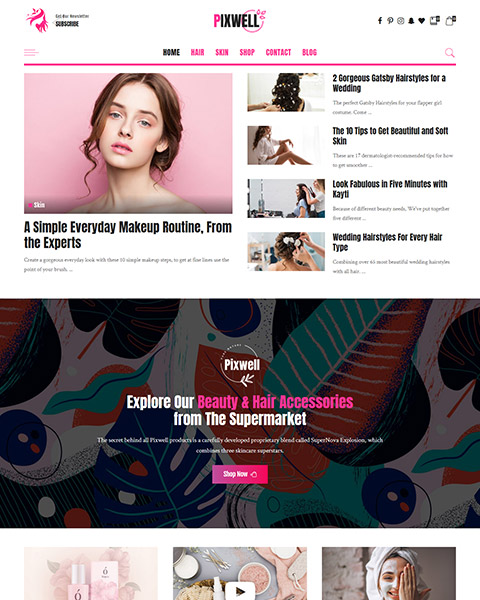 Get Our Newsletter
SUBSCRIBE
PIXWELL
HOME HAIR SKIN SHOP CONTACT BLOG
Skin
A Simple Everyday Makeup Routine, From
the Experts
Create a gorgeous everyday look with these 10 simple makeup steps, to get at fine lines use the
point of your brush. ...
2 Gorgeous Gatsby Hairstyles for a
Wedding
The perfect Gatsby Hairstyles for your flapper girl
costume. Come ...
The 10 Tips to Get Beautiful and Soft
Skin
These are 17 dermatologist-recommended tips for how
to get smoother ...
Look Fabulous in Five Minutes with
Kayti
Because of different beauty needs, We've put together
five different ...
Wedding Hairstyles For Every Hair
Type
Combining over 40 most beautiful wedding hairstyles
with all hair. ...
Pixwell
Explore Our Beauty & Hair Accessories
from The Supermarket
The secret behind all Pixwell products is a carefully developed proprietary blend called SuperNova Explosion, which
combines three skincare superstars.
Shop Now